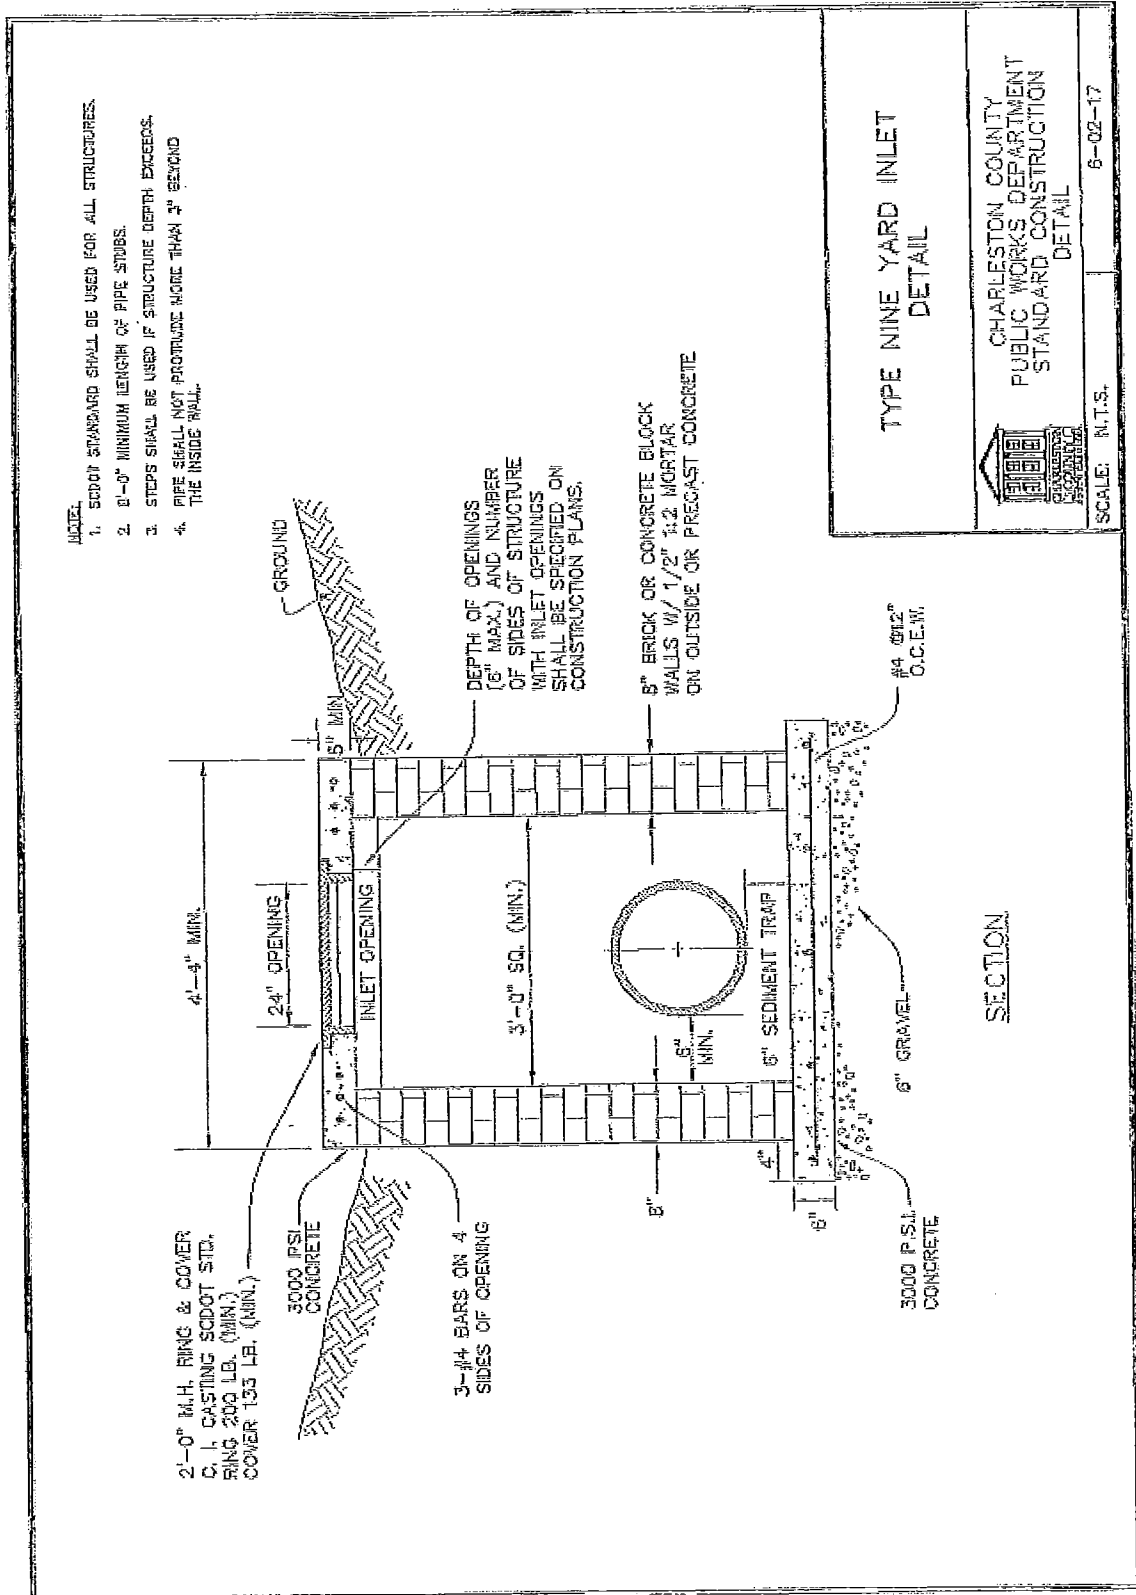 NOTE:
1. SCDOT STANDARD SHALL BE USED FOR ALL STRUCTURES.
2. MINIMUM LENGTH OF PIPE STUBS.
3. STEPS SHALL BE USED IF STRUCTURE DEPTH EXCEEDS.
4. PIPE SHALL NOT PROTRUDE MORE THAN BEYOND
THE INSIDE WALL.
2'-0" M.H. RING & COVER
C. I. CASTING SCDOT STD.
RING 200 LB. (MIN.)
COVER 133 LB. (MIN.)
4'-4" MIN.
24" OPENING
GROUND
6" MIN.
3000 PSI
CONCRETE
INLET OPENING
3-#4 BARS ON 4
SIDES OF OPENING
DEPTH OF OPENINGS
(6" MAX.) AND NUMBER
OF SIDES OF STRUCTURE
WITH INLET OPENINGS
SHALL BE SPECIFIED ON
CONSTRUCTION PLANS.
3'-0" SQ. (MIN.)
8"
8" BRICK OR CONCRETE BLOCK
WALLS W/ 1/2" 1:2 MORTAR
ON OUTSIDE OR PRECAST CONCRETE
6"
MIN.
6" SEDIMENT TRAP
4"
6"
3000 P.S.I.
CONCRETE
6" GRAVEL
#4 @12"
O.C.E.W.
SECTION
TYPE NINE YARD INLET
DETAIL
CHARLESTON
COUNTY
CHARLESTON COUNTY
PUBLIC WORKS DEPARTMENT
STANDARD CONSTRUCTION
DETAIL
SCALE: N.T.S.
6-02-17